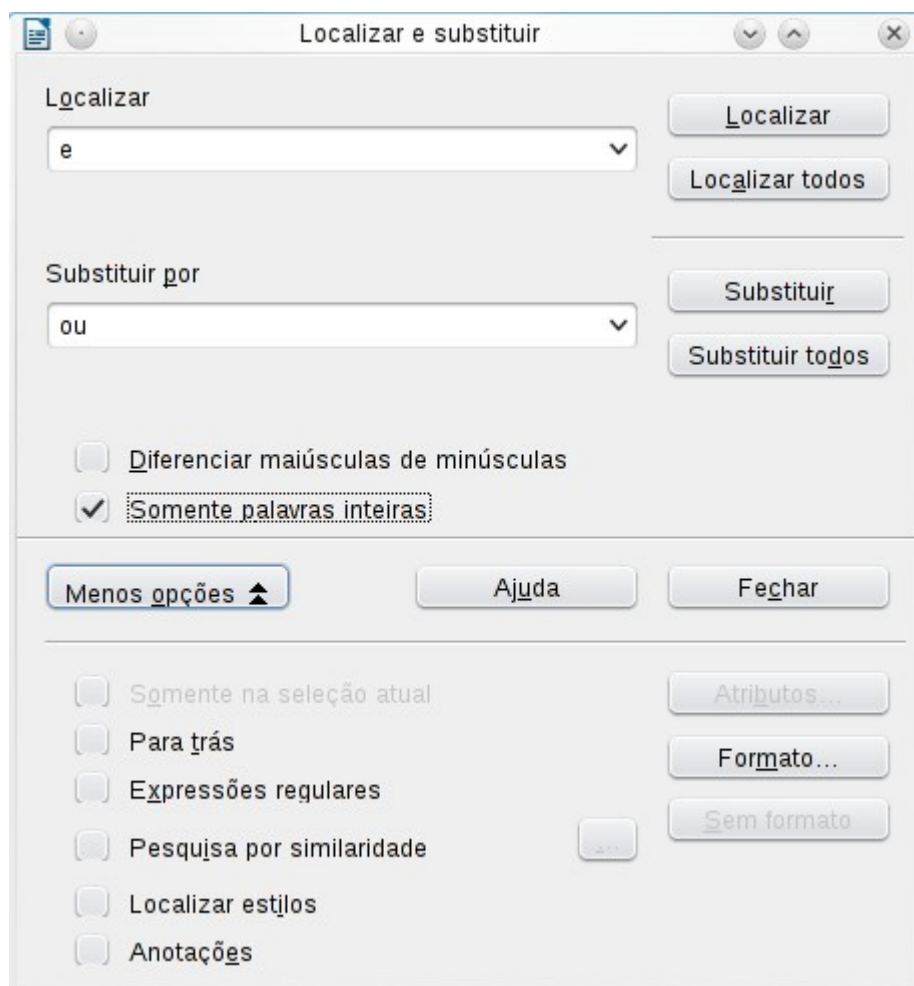 Localizar e substituir
Localizar
e
Localizar
Localizar todos
Substituir por
ou
Substituir
Substituir todos
Diferenciar maiúsculas de minúsculas
Somente palavras inteiras
Menos opções
Ajuda
Fechar
Somente na seleção atual
Atributos...
Para trás
Formato...
Expressões regulares
Sem formato
Pesquisa por similaridade
...
Localizar estilos
Anotações